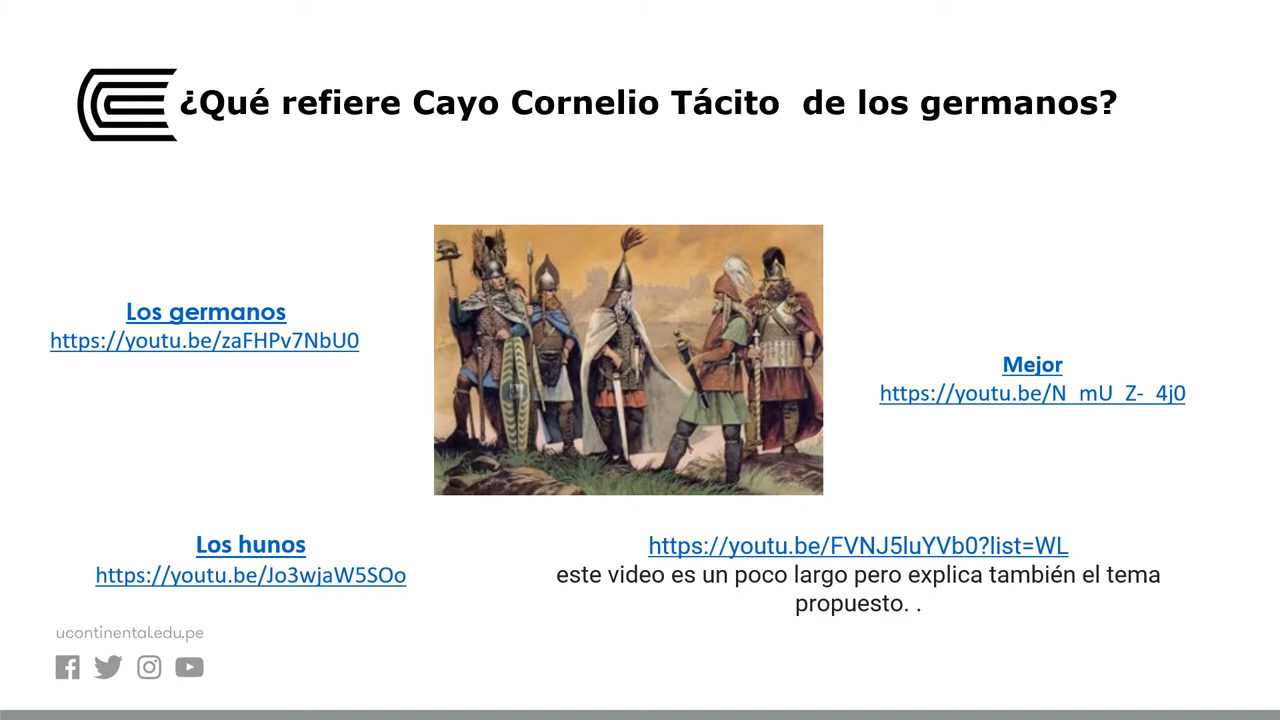 ¿Qué refiere Cayo Cornelio Tácito  de los germanos?
Los germanos
https://youtu.be/zaFHPv7NbU0
Mejor
https://youtu.be/N_mU_Z-_4j0
Los hunos
https://youtu.be/Jo3wjaW5SOo
https://youtu.be/FVNJ5luYVb0?list=WL
este video es un poco largo pero explica también el tema
propuesto. .
ucontinental.edu.pe